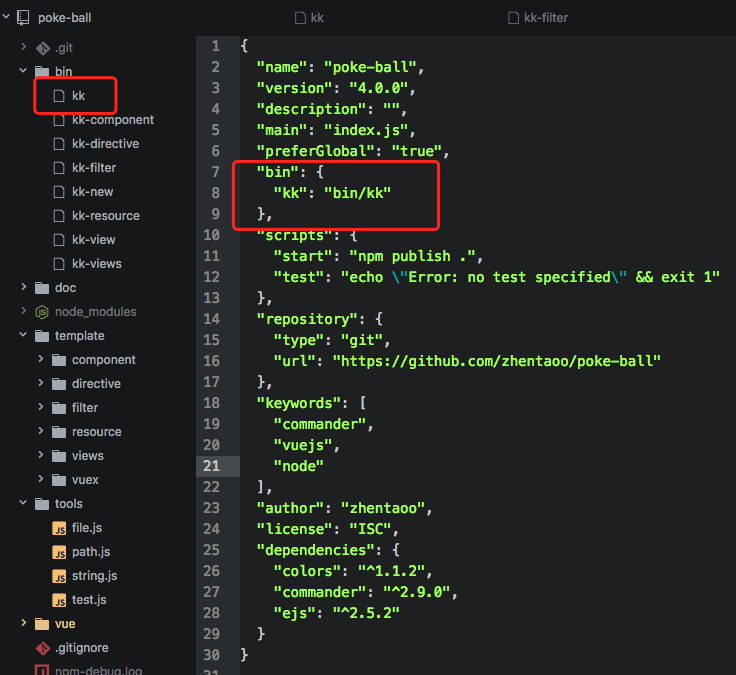 poke-ball
.git
bin
kk
kk-component
kk-directive
kk-filter
kk-new
kk-resource
kk-view
kk-views
doc
node_modules
template
component
directive
filter
resource
views
vuex
tools
JS file.js
JS path.js
JS string.js
JS test.js
vue
.gitignore
npm-debug.log
kk
kk-filter
1 {
2 "name": "poke-ball",
3 "version": "4.0.0",
4 "description": "",
5 "main": "index.js",
6 "preferGlobal": "true",
7 "bin": {
8 "kk": "bin/kk"
9 },
10 "scripts": {
11 "start": "npm publish .",
12 "test": "echo \"Error: no test specified\" && exit 1"
13 },
14 "repository": {
15 "type": "git",
16 "url": "https://github.com/zhentaoo/poke-ball"
17 },
18 "keywords": [
19 "commander",
20 "vuejs",
21 "node"
22 ],
23 "author": "zhentaoo",
24 "license": "ISC",
25 "dependencies": {
26 "colors": "^1.1.2",
27 "commander": "^2.9.0",
28 "ejs": "^2.5.2"
29 }
30 }
31